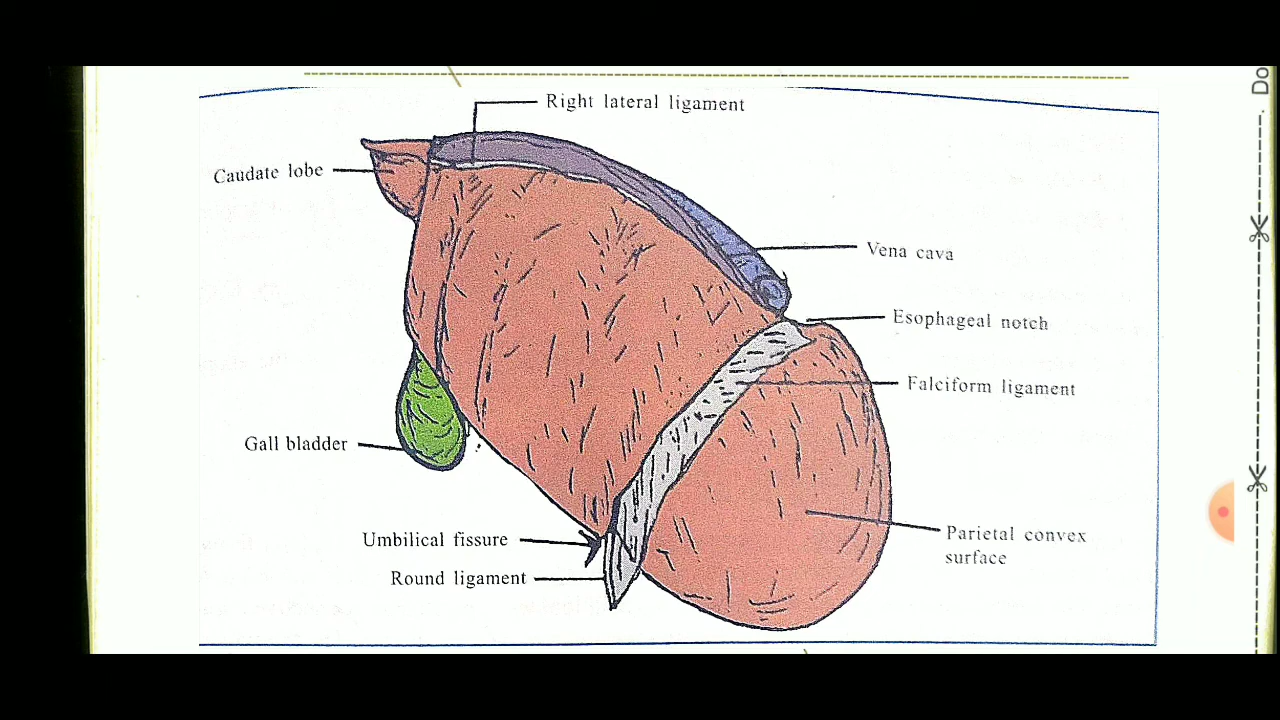 Right lateral ligament
Caudate lobe
Vena cava
Esophageal notch
Falciform ligament
Gall bladder
Parietal convex
surface
Umbilical fissure
Round ligament
Do